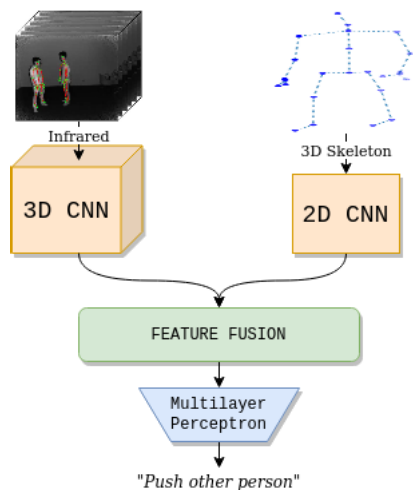 Infrared
3D Skeleton
3D CNN
2D CNN
FEATURE FUSION
Multilayer
Perceptron
"Push other person"